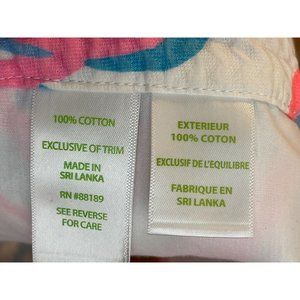 100% COTTON
EXCLUSIVE OF TRIM
MADE IN
SRI LANKA
RN #88189
SEE REVERSE
FOR CARE
EXTERIEUR
100% COTON
EXCLUSIF DE L'EQUILIBRE
FABRIQUE EN
SRI LANKA